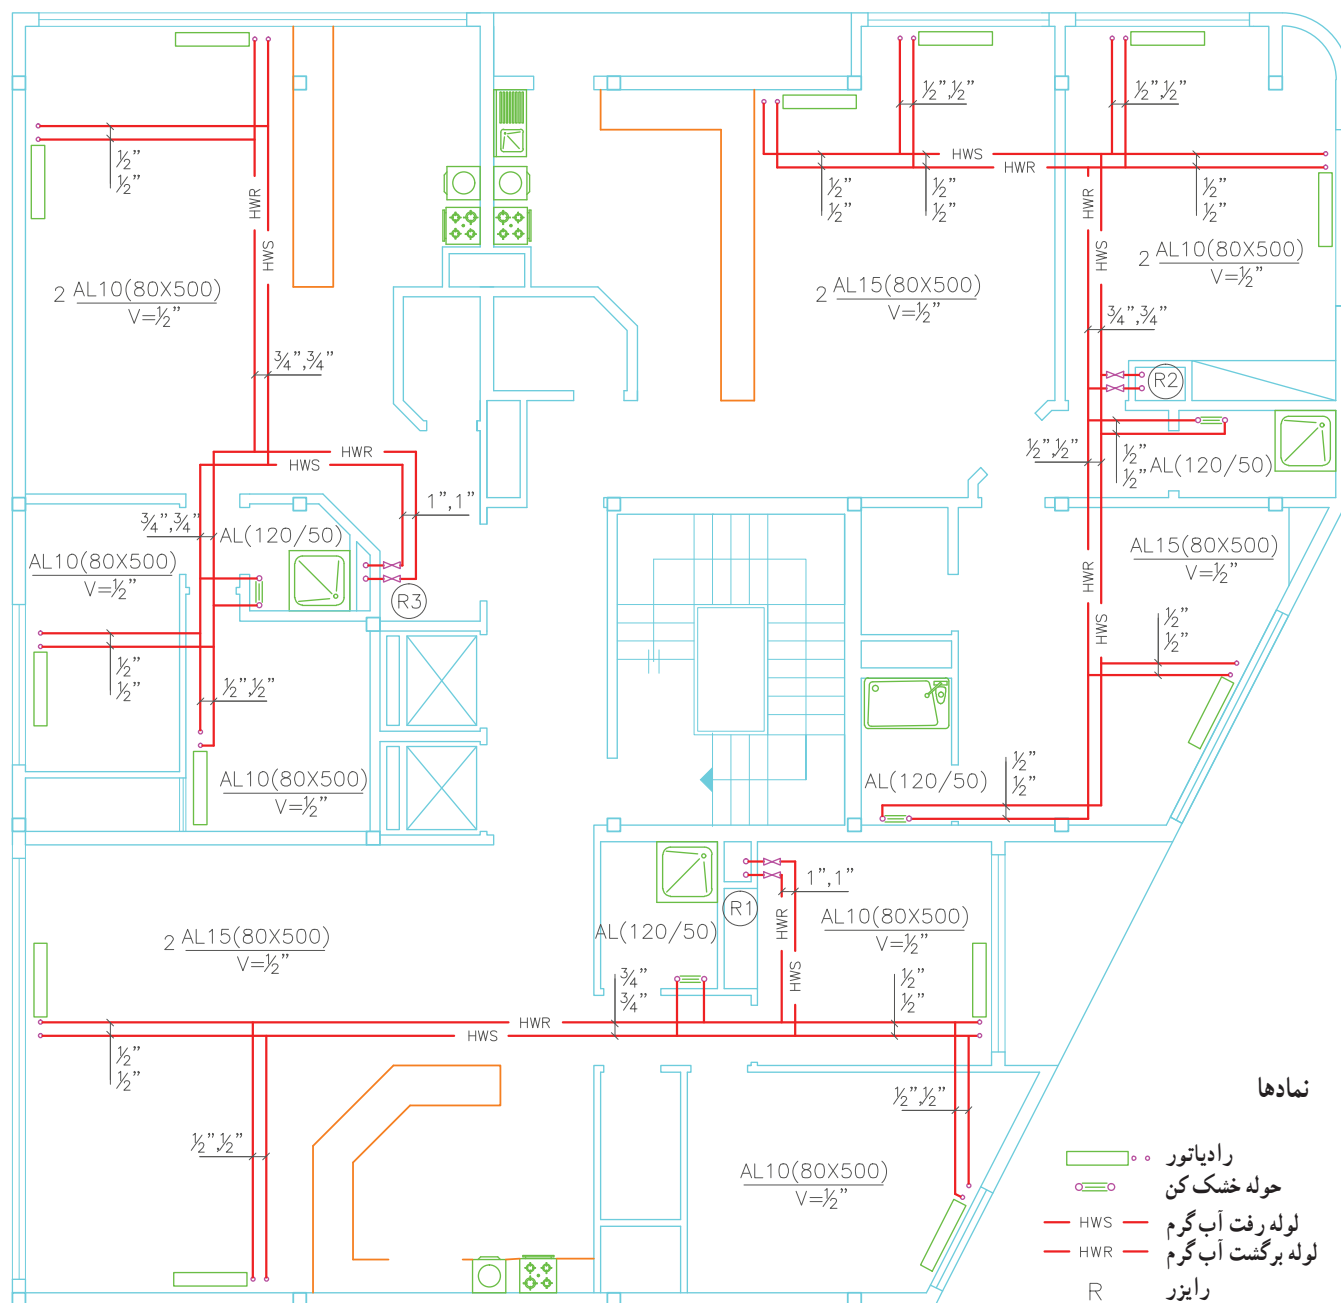 ½”,½”
½”,½”
HWS
HWR
½”
½”
½”
½”
½”
½”
½”
½”
HWR
HWS
HWR
HWS
2 AL10(80X500)
V=½”
2 AL15(80X500)
V=½”
2 AL10(80X500)
V=½”
¾”,¾”
¾”,¾”
R2
HWR
HWS
½”,½”
½”
½”
AL(120/50)
1”,1”
¾”,¾”
AL(120/50)
AL10(80X500)
V=½”
AL15(80X500)
V=½”
HWR
HWS
R3
½”
½”
½”
½”
½”,½”
AL10(80X500)
V=½”
AL(120/50)
½”
½”
1”,1”
R1
HWR
HWS
AL10(80X500)
V=½”
AL(120/50)
2 AL15(80X500)
V=½”
¾”
¾”
½”
½”
HWR
HWS
½”
½”
½”,½”
½”,½”
AL10(80X500)
V=½”
نمادها
رادیاتور
حوله خشک کن
HWS لوله رفت آب گرم
HWR لوله برگشت آب گرم
R رایزر